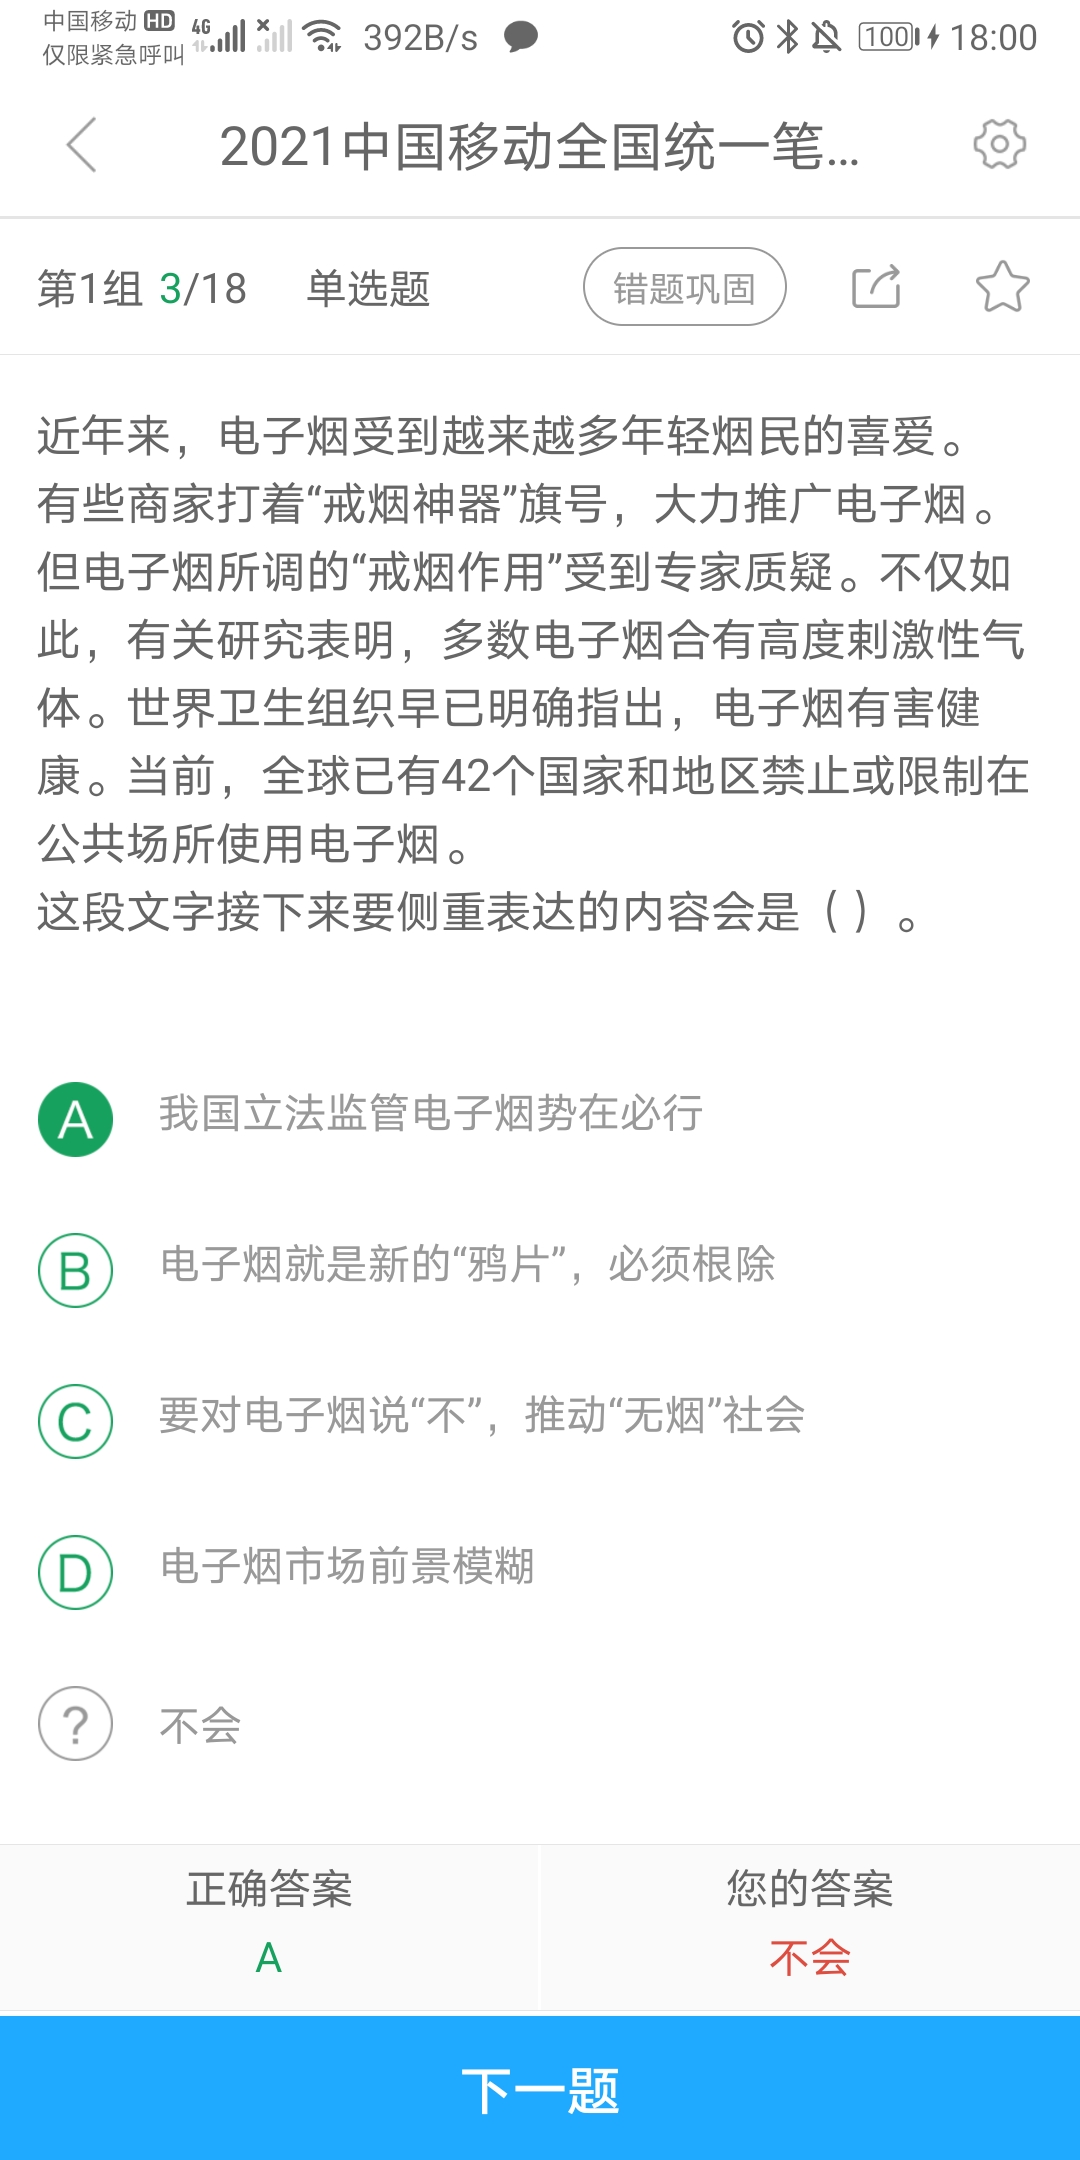 中国移动 HD 4G 392B/s 100 18:00
仅限紧急呼叫
2021中国移动全国统一笔...
第1组 3/18 单选题 错题巩固
近年来，电子烟受到越来越多年轻烟民的喜爱。
有些商家打着“戒烟神器”旗号，大力推广电子烟。
但电子烟所调的“戒烟作用”受到专家质疑。不仅如
此，有关研究表明，多数电子烟合有高度刺激性气
体。世界卫生组织早已明确指出，电子烟有害健
康。当前，全球已有42个国家和地区禁止或限制在
公共场所使用电子烟。
这段文字接下来要侧重表达的内容会是（ ）。
A 我国立法监管电子烟势在必行
B 电子烟就是新的“鸦片”，必须根除
C 要对电子烟说“不”，推动“无烟”社会
D 电子烟市场前景模糊
? 不会
正确答案 您的答案
A 不会
下一题